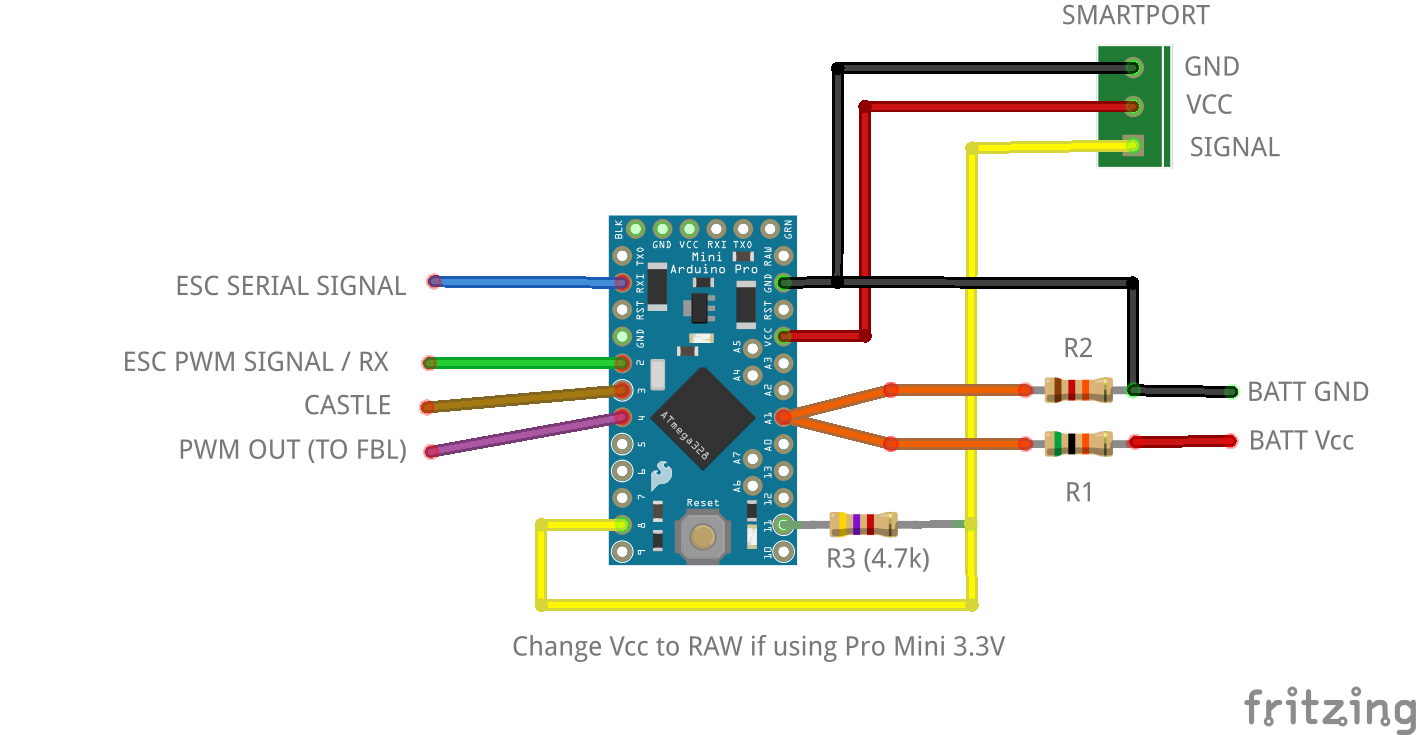 SMARTPORT
GND
VCC
SIGNAL
BLK
GRN
GND VCC RXI TXO
Mini
Arduino Pro
TXO
RXI
RST
GND
2
3
4
5
6
7
8
9
RAW
GND
RST
VCC
A3
A2
A1
A0
13
12
11
10
A5
A4
A7
A6
ATmega328
Reset
ESC SERIAL SIGNAL
ESC PWM SIGNAL / RX
CASTLE
PWM OUT (TO FBL)
R2
BATT GND
BATT Vcc
R1
R3 (4.7k)
Change Vcc to RAW if using Pro Mini 3.3V
fritzing